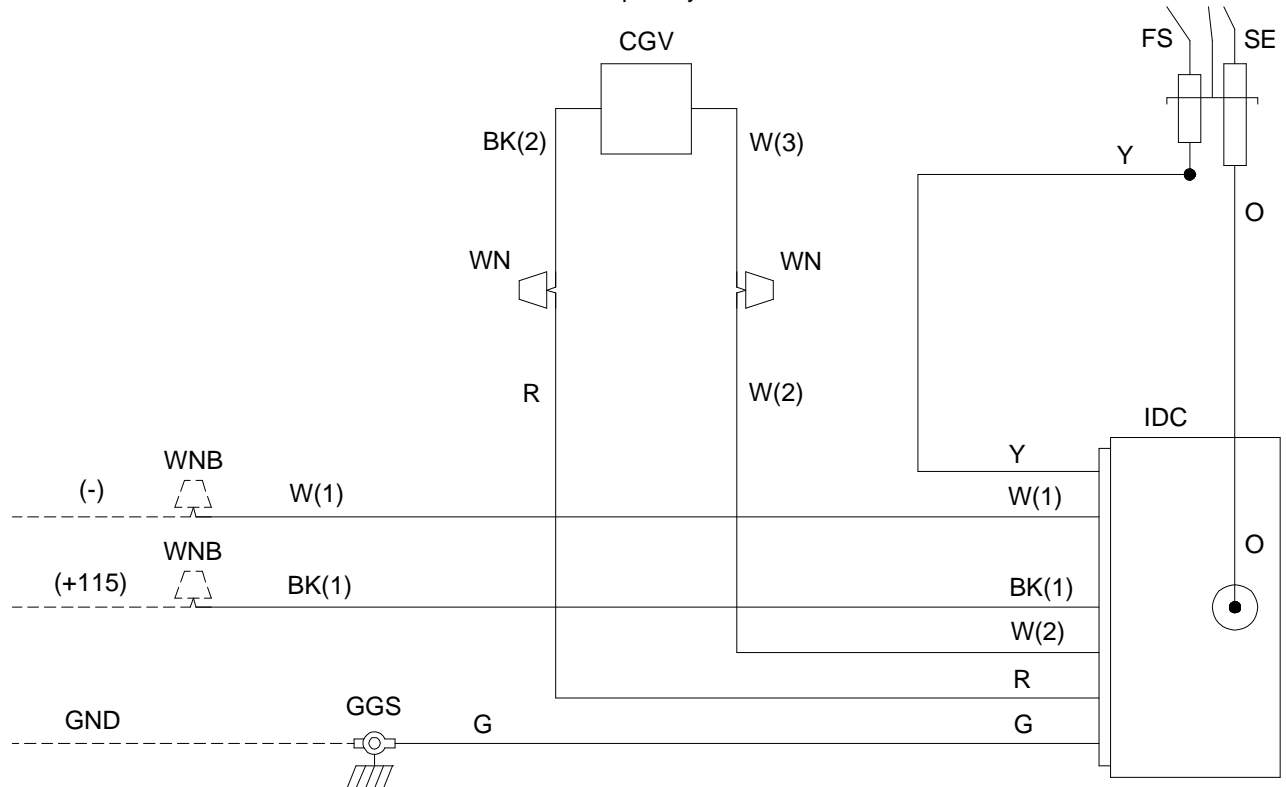 CGV
FS
SE
BK(2)
W(3)
Y
O
WN
WN
R
W(2)
IDC
WNB
Y
(-)
W(1)
W(1)
WNB
O
(+115)
BK(1)
BK(1)
W(2)
R
GGS
GND
G
G